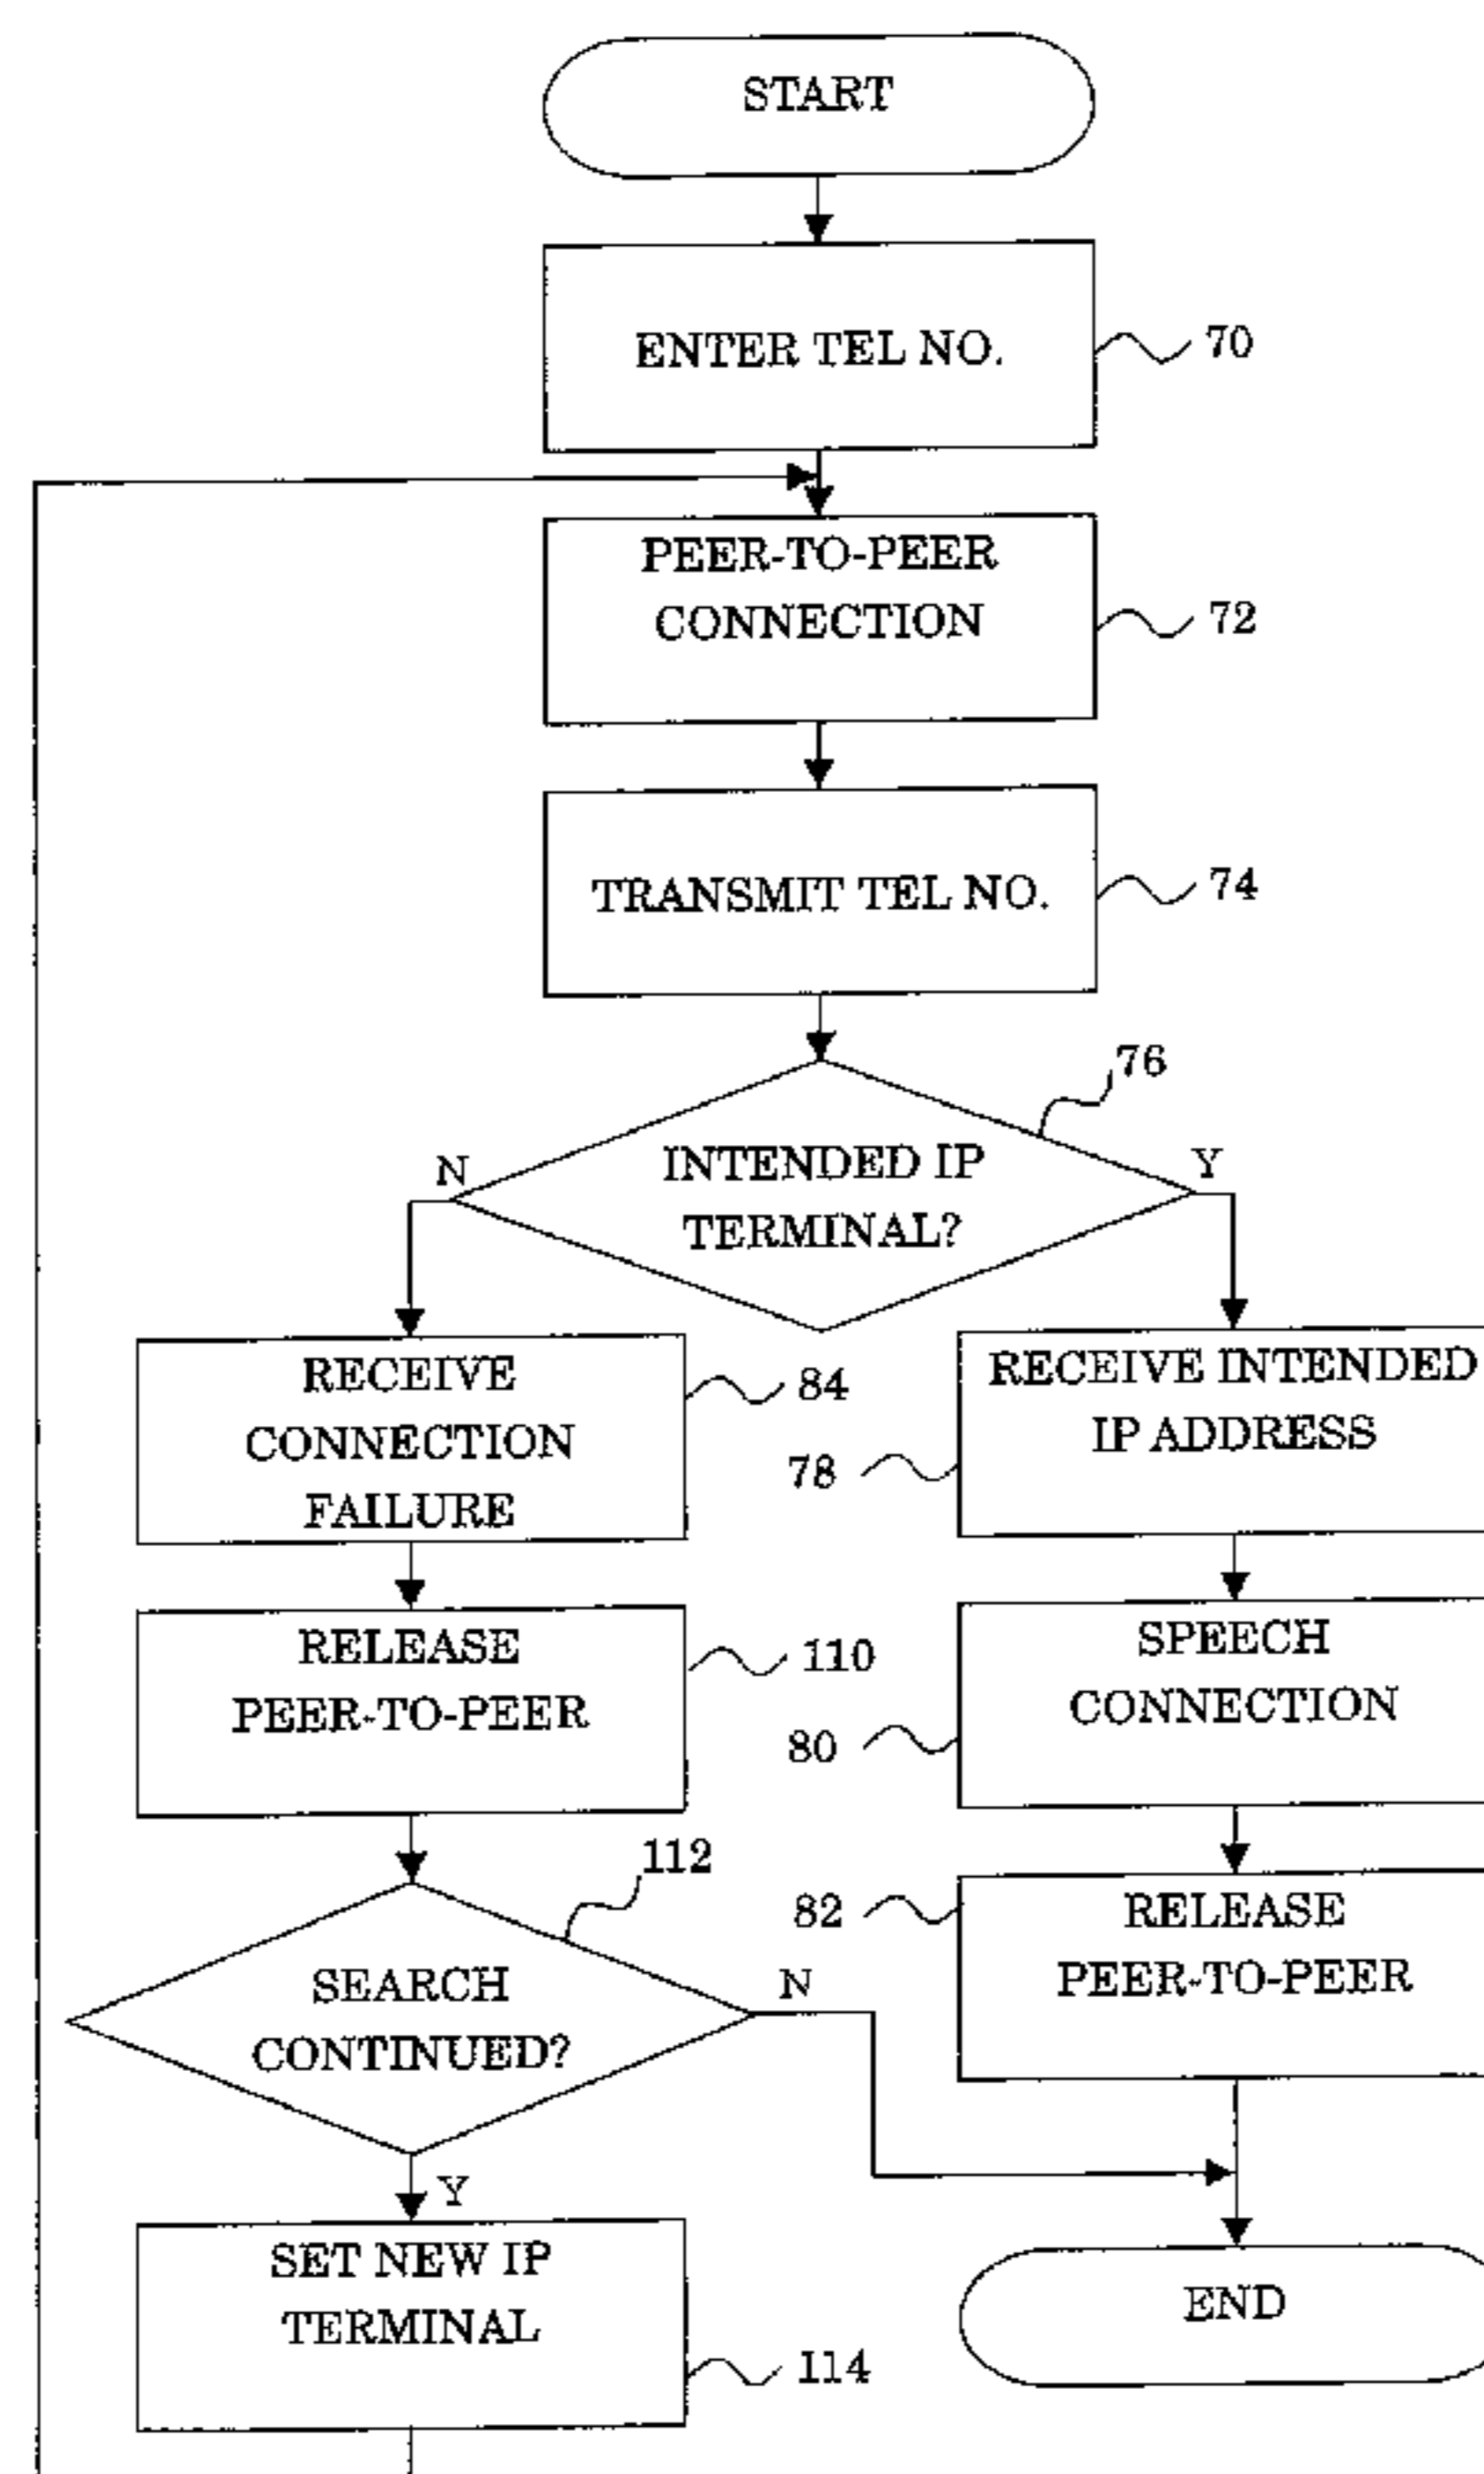 START
ENTER TEL NO.
70
PEER-TO-PEER
CONNECTION
72
TRANSMIT TEL NO.
74
76
N
INTENDED IP
TERMINAL?
Y
RECEIVE
CONNECTION
FAILURE
84
RECEIVE INTENDED
IP ADDRESS
78
RELEASE
PEER-TO-PEER
110
SPEECH
CONNECTION
80
112
SEARCH
CONTINUED?
N
82
RELEASE
PEER-TO-PEER
Y
SET NEW IP
TERMINAL
114
END